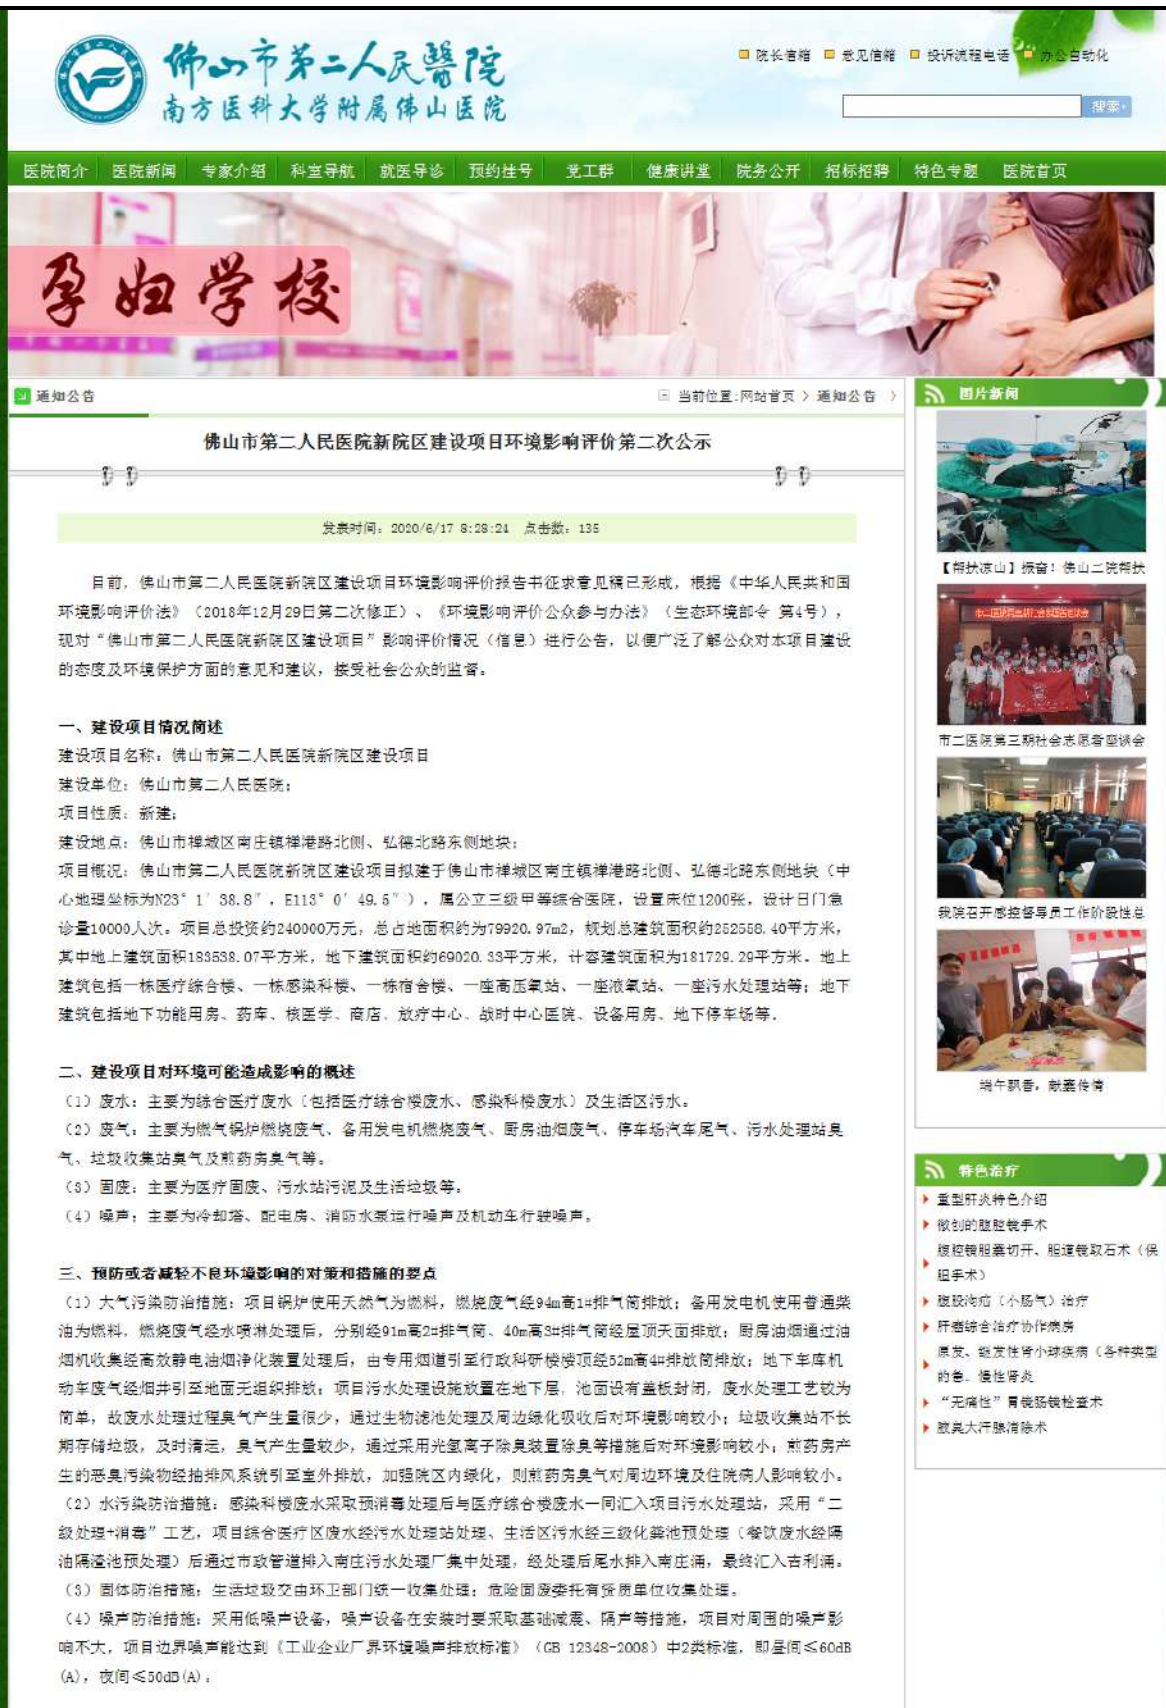 佛山市第二人民醫院
南方医科大学附属佛山医院
院长信箱 意见信箱 投诉流程电话 办公自动化
搜索
医院简介 医院新闻 专家介绍 科室导航 就医导诊 预约挂号 党工群 健康讲堂 院务公开 招标招聘 特色专题 医院首页
孕妇学校
通知公告
当前位置:网站首页 > 通知公告 >
佛山市第二人民医院新院区建设项目环境影响评价第二次公示
发表时间：2020/6/17 8:28:24 点击数：135
目前，佛山市第二人民医院新院区建设项目环境影响评价报告书征求意见稿已形成，根据《中华人民共和国
环境影响评价法》（2018年12月29日第二次修正）、《环境影响评价公众参与办法》（生态环境部令 第4号），
现对“佛山市第二人民医院新院区建设项目”影响评价情况（信息）进行公告，以便广泛了解公众对本项目建设
的态度及环境保护方面的意见和建议，接受社会公众的监督。
一、建设项目情况简述
建设项目名称：佛山市第二人民医院新院区建设项目
建设单位：佛山市第二人民医院；
项目性质：新建；
建设地点：佛山市禅城区南庄镇禅港路北侧、弘德北路东侧地块；
项目概况：佛山市第二人民医院新院区建设项目拟建于佛山市禅城区南庄镇禅港路北侧、弘德北路东侧地块（中
心地理坐标为N23° 1′ 38.8″，E113° 0′ 49.5″），属公立三级甲等综合医院，设置床位1200张，设计日门急
诊量10000人次。项目总投资约240000万元，总占地面积约为79920.97m2，规划总建筑面积约252558.40平方米，
其中地上建筑面积183538.07平方米，地下建筑面积约69020.33平方米，计容建筑面积为181729.29平方米。地上
建筑包括一栋医疗综合楼、一栋感染科楼、一栋宿舍楼、一座高压氧站、一座液氧站、一座污水处理站等；地下
建筑包括地下功能用房、药库、核医学、商店、放疗中心、战时中心医院、设备用房、地下停车场等。
二、建设项目对环境可能造成影响的概述
（1）废水：主要为综合医疗废水（包括医疗综合楼废水、感染科楼废水）及生活区污水。
（2）废气：主要为燃气锅炉燃烧废气、备用发电机燃烧废气、厨房油烟废气、停车场汽车尾气、污水处理站臭
气、垃圾收集站臭气及煎药房臭气等。
（3）固废：主要为医疗固废、污水站污泥及生活垃圾等。
（4）噪声：主要为冷却塔、配电房、消防水泵运行噪声及机动车行驶噪声。
三、预防或者减轻不良环境影响的对策和措施的要点
（1）大气污染防治措施：项目锅炉使用天然气为燃料，燃烧废气经94m高1#排气筒排放；备用发电机使用普通柴
油为燃料，燃烧废气经水喷淋处理后，分别经91m高2#排气筒、40m高3#排气筒经屋顶天面排放；厨房油烟通过油
烟机收集经高效静电油烟净化装置处理后，由专用烟道引至行政科研楼楼顶经52m高4#排放筒排放；地下车库机
动车废气经烟井引至地面无组织排放；项目污水处理设施放置在地下层，池面设有盖板封闭，废水处理工艺较为
简单，故废水处理过程臭气产生量很少，通过生物滤池处理及周边绿化吸收后对环境影响较小；垃圾收集站不长
期存储垃圾，及时清运，臭气产生量较少，通过采用光氢离子除臭装置除臭等措施后对环境影响较小；煎药房产
生的恶臭污染物经抽排风系统引至室外排放，加强院区内绿化，则煎药房臭气对周边环境及住院病人影响较小。
（2）水污染防治措施：感染科楼废水采取预消毒处理后与医疗综合楼废水一同汇入项目污水处理站，采用“二
级处理+消毒”工艺，项目综合医疗区废水经污水处理站处理、生活区污水经三级化粪池预处理（餐饮废水经隔
油隔渣池预处理）后通过市政管道排入南庄污水处理厂集中处理，经处理后尾水排入南庄涌，最终汇入吉利涌。
（3）固体防治措施：生活垃圾交由环卫部门统一收集处理；危险固废委托有资质单位收集处理。
（4）噪声防治措施：采用低噪声设备，噪声设备在安装时要采取基础减震、隔声等措施，项目对周围的噪声影
响不大，项目边界噪声能达到《工业企业厂界环境噪声排放标准》（GB 12348-2008）中2类标准，即昼间≤60dB
(A)，夜间≤50dB(A)；
图片新闻
【帮扶凉山】振奋！佛山二院帮扶
市二医院第三期社会志愿者座谈会
我院召开感控督导员工作阶段性总
端午飘香，献囊传情
特色治疗
重型肝炎特色介绍
微创的腹腔镜手术
腹腔镜胆囊切开、胆道镜取石术（保
胆手术）
腹股沟疝（小肠气）治疗
肝癌综合治疗协作病房
原发、继发性肾小球疾病（各种类型
的急、慢性肾炎
“无痛性”胃镜肠镜检查术
腋臭大汗腺清除术